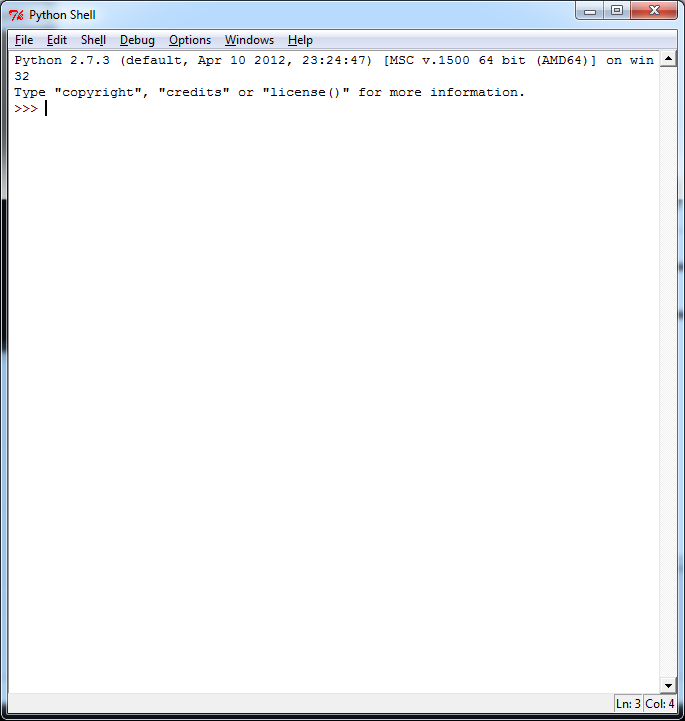 Python Shell
File Edit Shell Debug Options Windows Help
Python 2.7.3 (default, Apr 10 2012, 23:24:47) [MSC v.1500 64 bit (AMD64)] on win
32
Type "copyright", "credits" or "license()" for more information.
>>>
Ln: 3 Col: 4